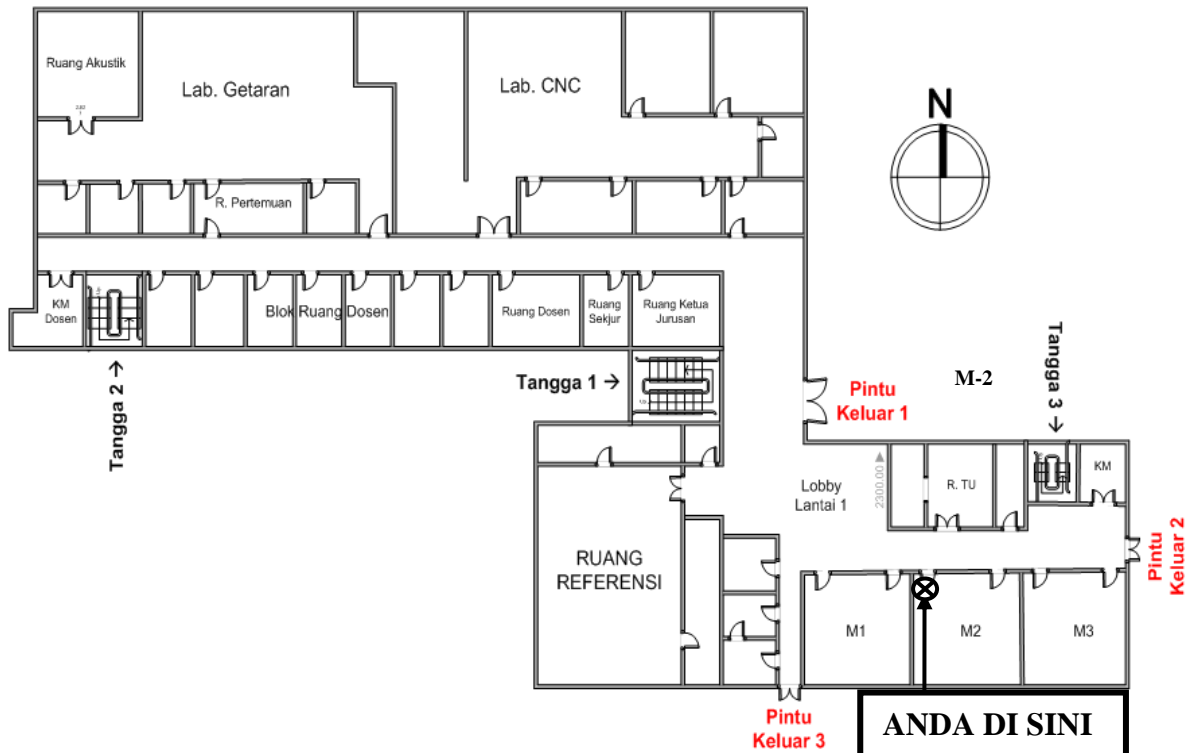 Ruang Akustik
Lab. Getaran
Lab. CNC
N
R. Pertemuan
KM
Dosen
Blok Ruang Dosen
Ruang Dosen
Ruang
Sekjur
Ruang Ketua
Jurusan
Tangga 2 →
Tangga 1 →
Pintu
Keluar 1
M-2
Tangga 3 →
2300.00
Lobby
Lantai 1
R. TU
KM
Pintu
Keluar 2
RUANG
REFERENSI
M1
M2
M3
Pintu
Keluar 3
ANDA DI SINI